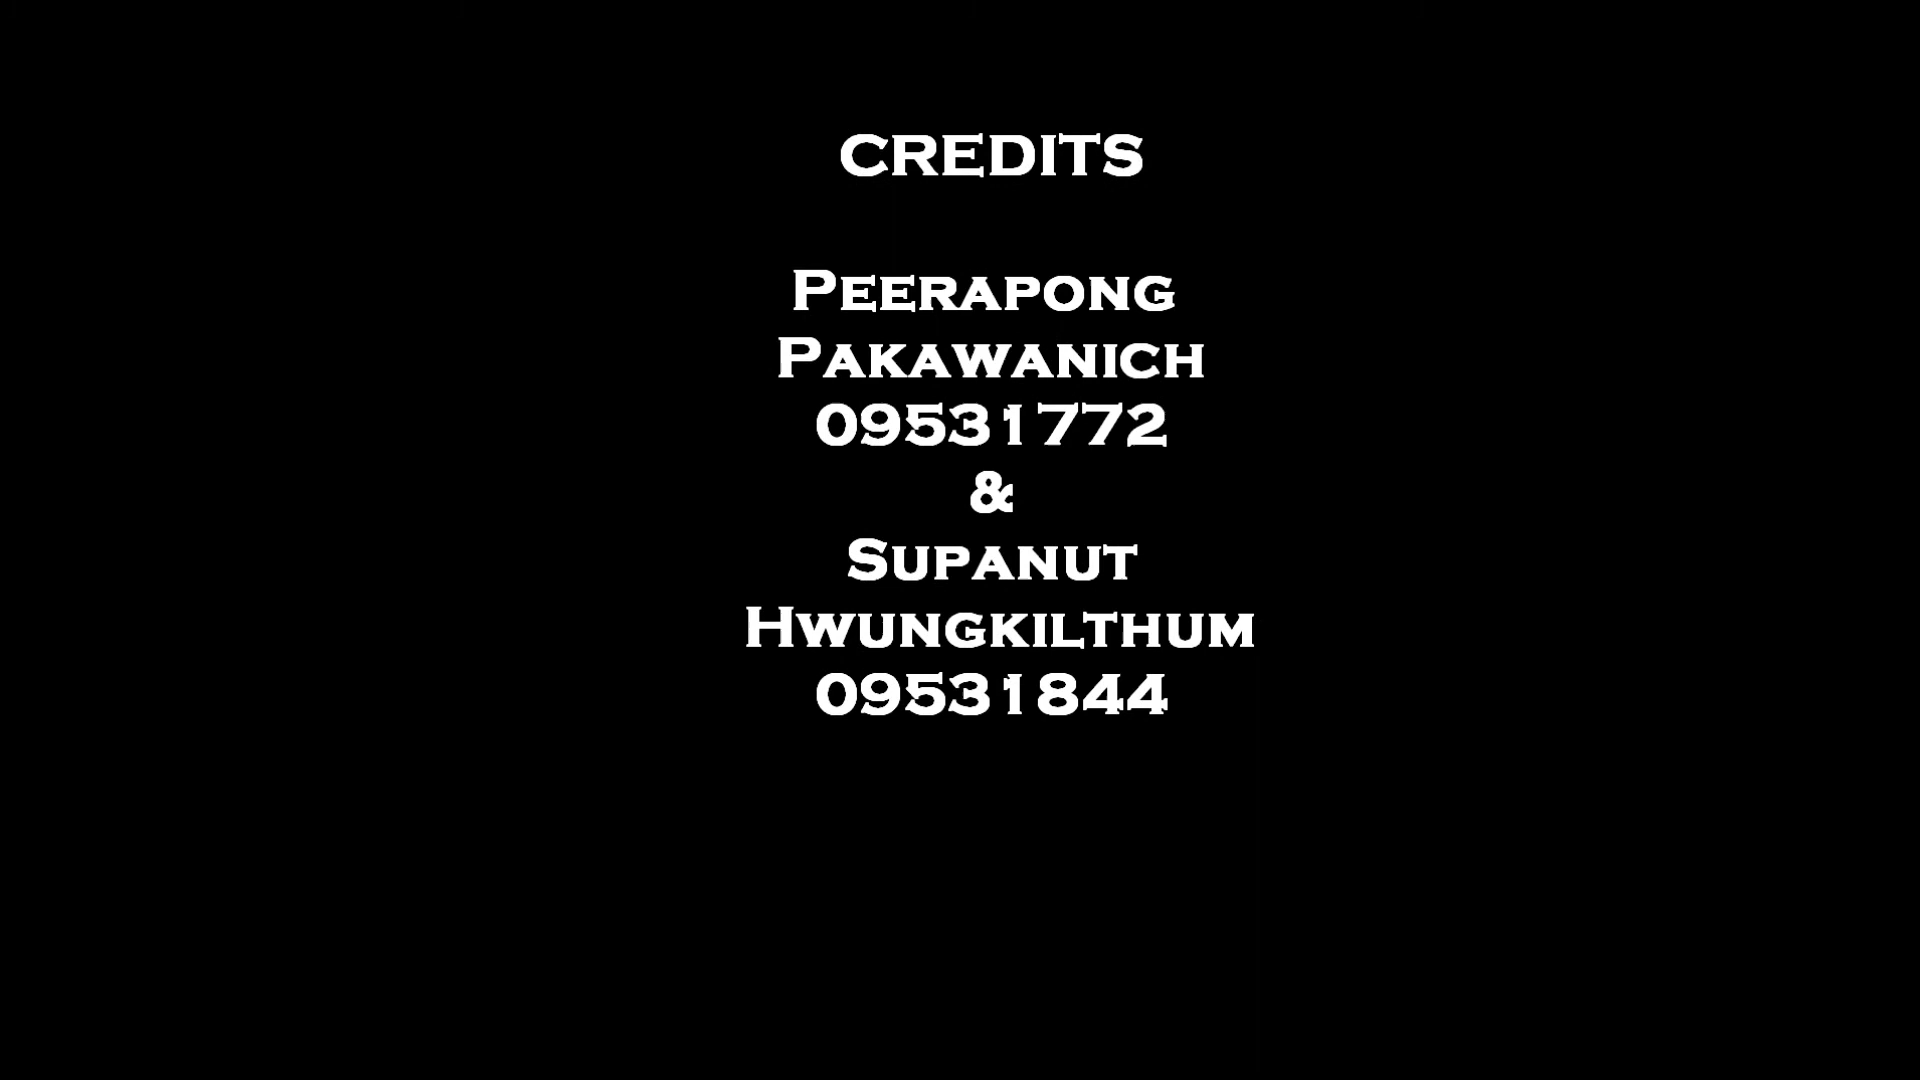 CREDITS
Peerapong
Pakawanich
09531772
&
Supanut
Hwungkilthum
09531844